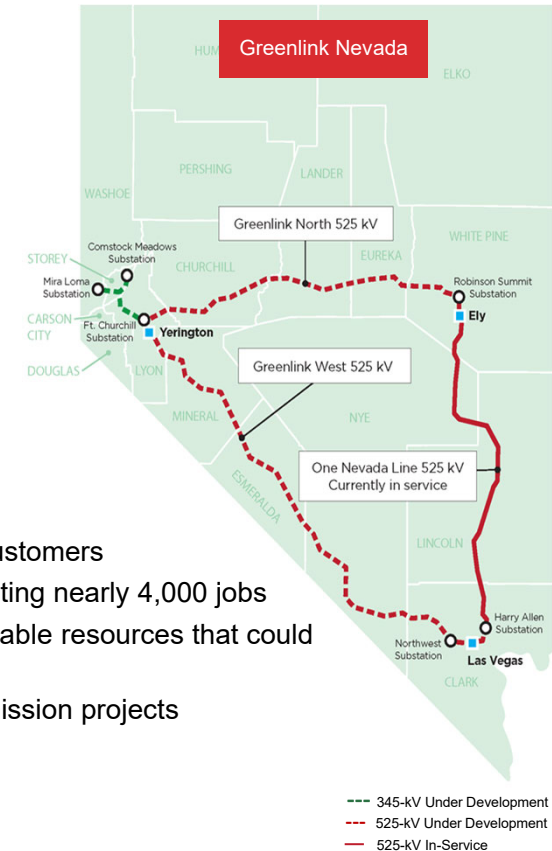 Greenlink Nevada
HUM
ELKO
PERSHING
LANDER
WASHOE
Greenlink North 525 kV
WHITE PINE
STOREY
Comstock Meadows
Substation
CHURCHILL
EUREKA
Mira Loma
Substation
Robinson Summit
Substation
CARSON
CITY
Ft. Churchill
Substation
Yerington
Ely
DOUGLAS
LYON
Greenlink West 525 kV
MINERAL
NYE
One Nevada Line 525 kV
Currently in service
ESMERALDA
LINCOLN
ustomers
ting nearly 4,000 jobs
able resources that could
Harry Allen
Substation
Northwest
Substation
Las Vegas
CLARK
ission projects
345-kV Under Development
525-kV Under Development
525-kV In-Service